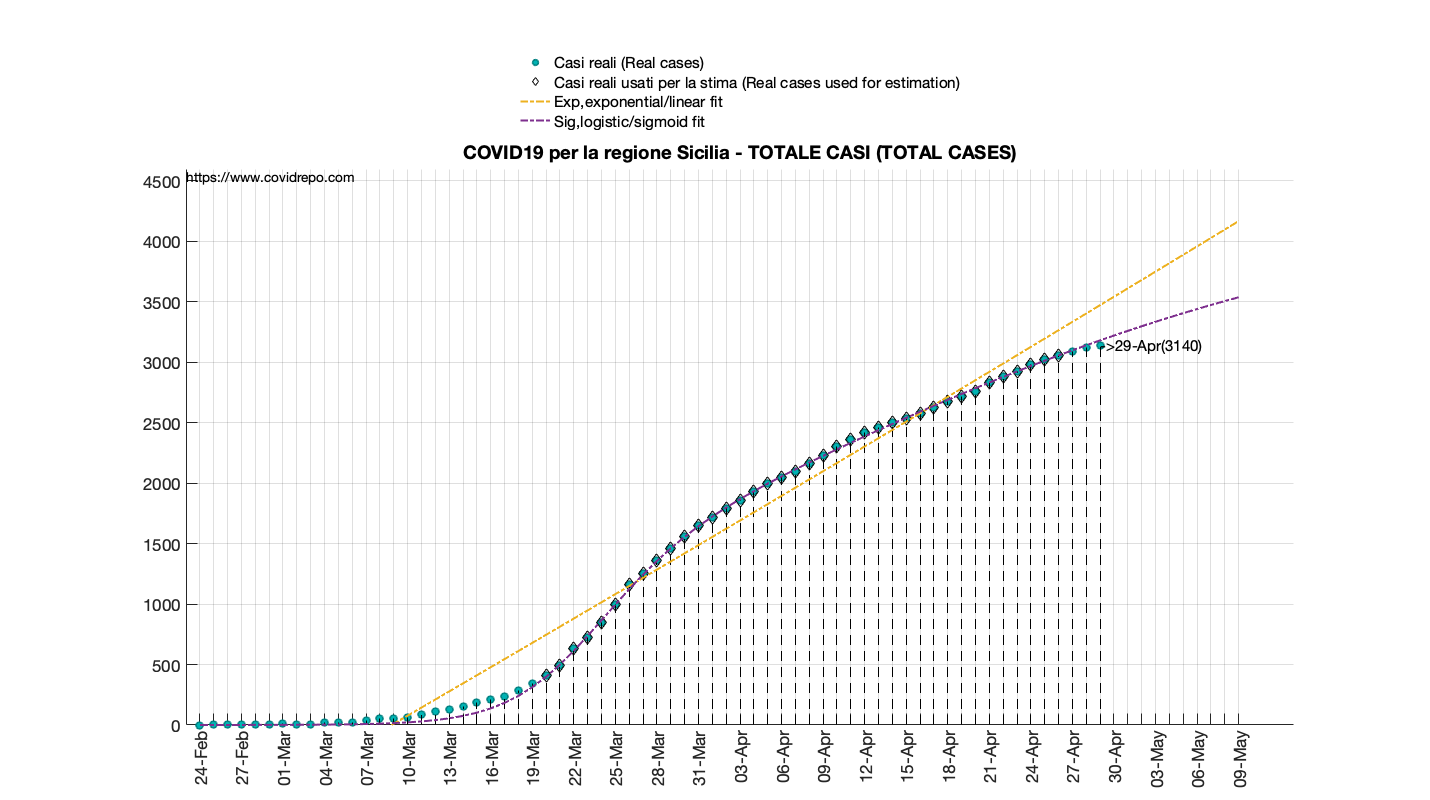 Casi reali (Real cases)
Casi reali usati per la stima (Real cases used for estimation)
Exp,exponential/linear fit
Sig,logistic/sigmoid fit
COVID19 per la regione Sicilia - TOTALE CASI (TOTAL CASES)
https://www.covidrepo.com
4500
4000
3500
3000
2500
2000
1500
1000
500
0
>29-Apr(3140)
24-Feb
27-Feb
01-Mar
04-Mar
07-Mar
10-Mar
13-Mar
16-Mar
19-Mar
22-Mar
25-Mar
28-Mar
31-Mar
03-Apr
06-Apr
09-Apr
12-Apr
15-Apr
18-Apr
21-Apr
24-Apr
27-Apr
30-Apr
03-May
06-May
09-May